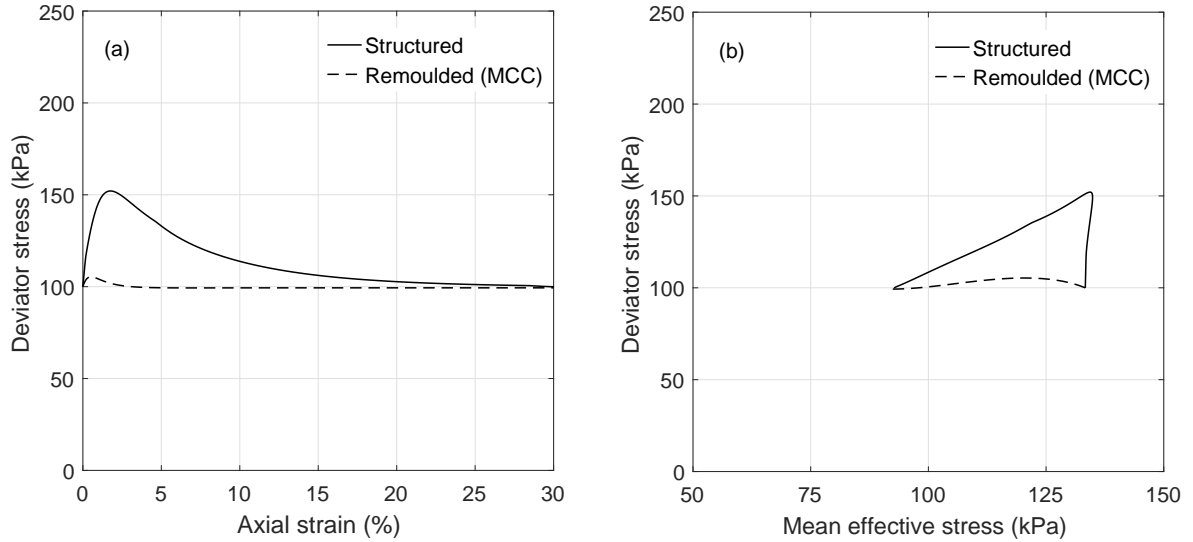 (a)
Structured
Remoulded (MCC)
250
200
150
100
50
0
Deviator stress (kPa)
0 5 10 15 20 25 30
Axial strain (%)
(b)
Structured
Remoulded (MCC)
250
200
150
100
50
0
Deviator stress (kPa)
50 75 100 125 150
Mean effective stress (kPa)